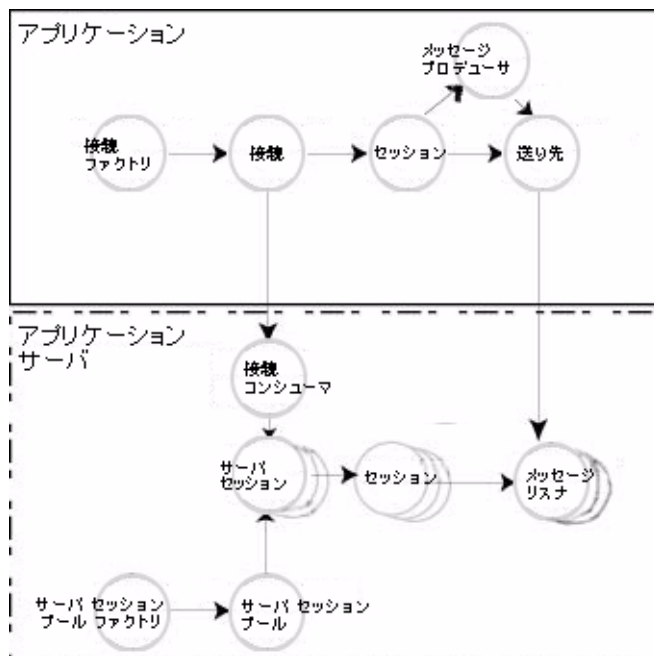 アプリケーション
メッセージ
プロデューサ
接続
ファクトリ
接続
セッション
送り先
アプリケーション
サーバ
接続
コンシューマ
サーバ
セッション
セッション
メッセージ
リスナ
サーバ セッション
プール ファクトリ
サーバ セッション
プール